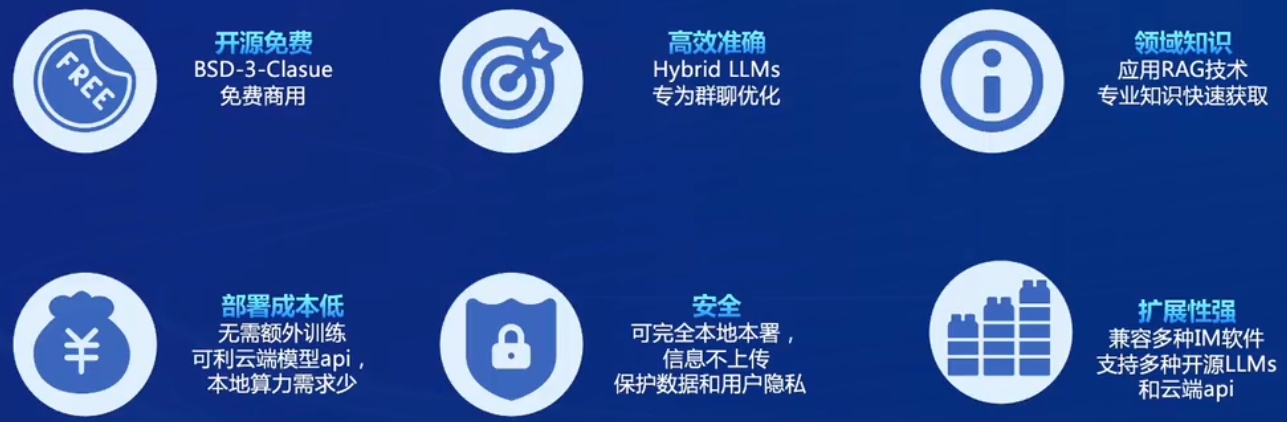 FREE
开源免费
BSD-3-Clasue
免费商用
高效准确
Hybrid LLMs
专为群聊优化
领域知识
应用RAG技术
专业知识快速获取
¥
部署成本低
无需额外训练
可利云端模型api，
本地算力需求少
安全
可完全本地本署，
信息不上传
保护数据和用户隐私
扩展性强
兼容多种IM软件
支持多种开源LLMs
和云端api